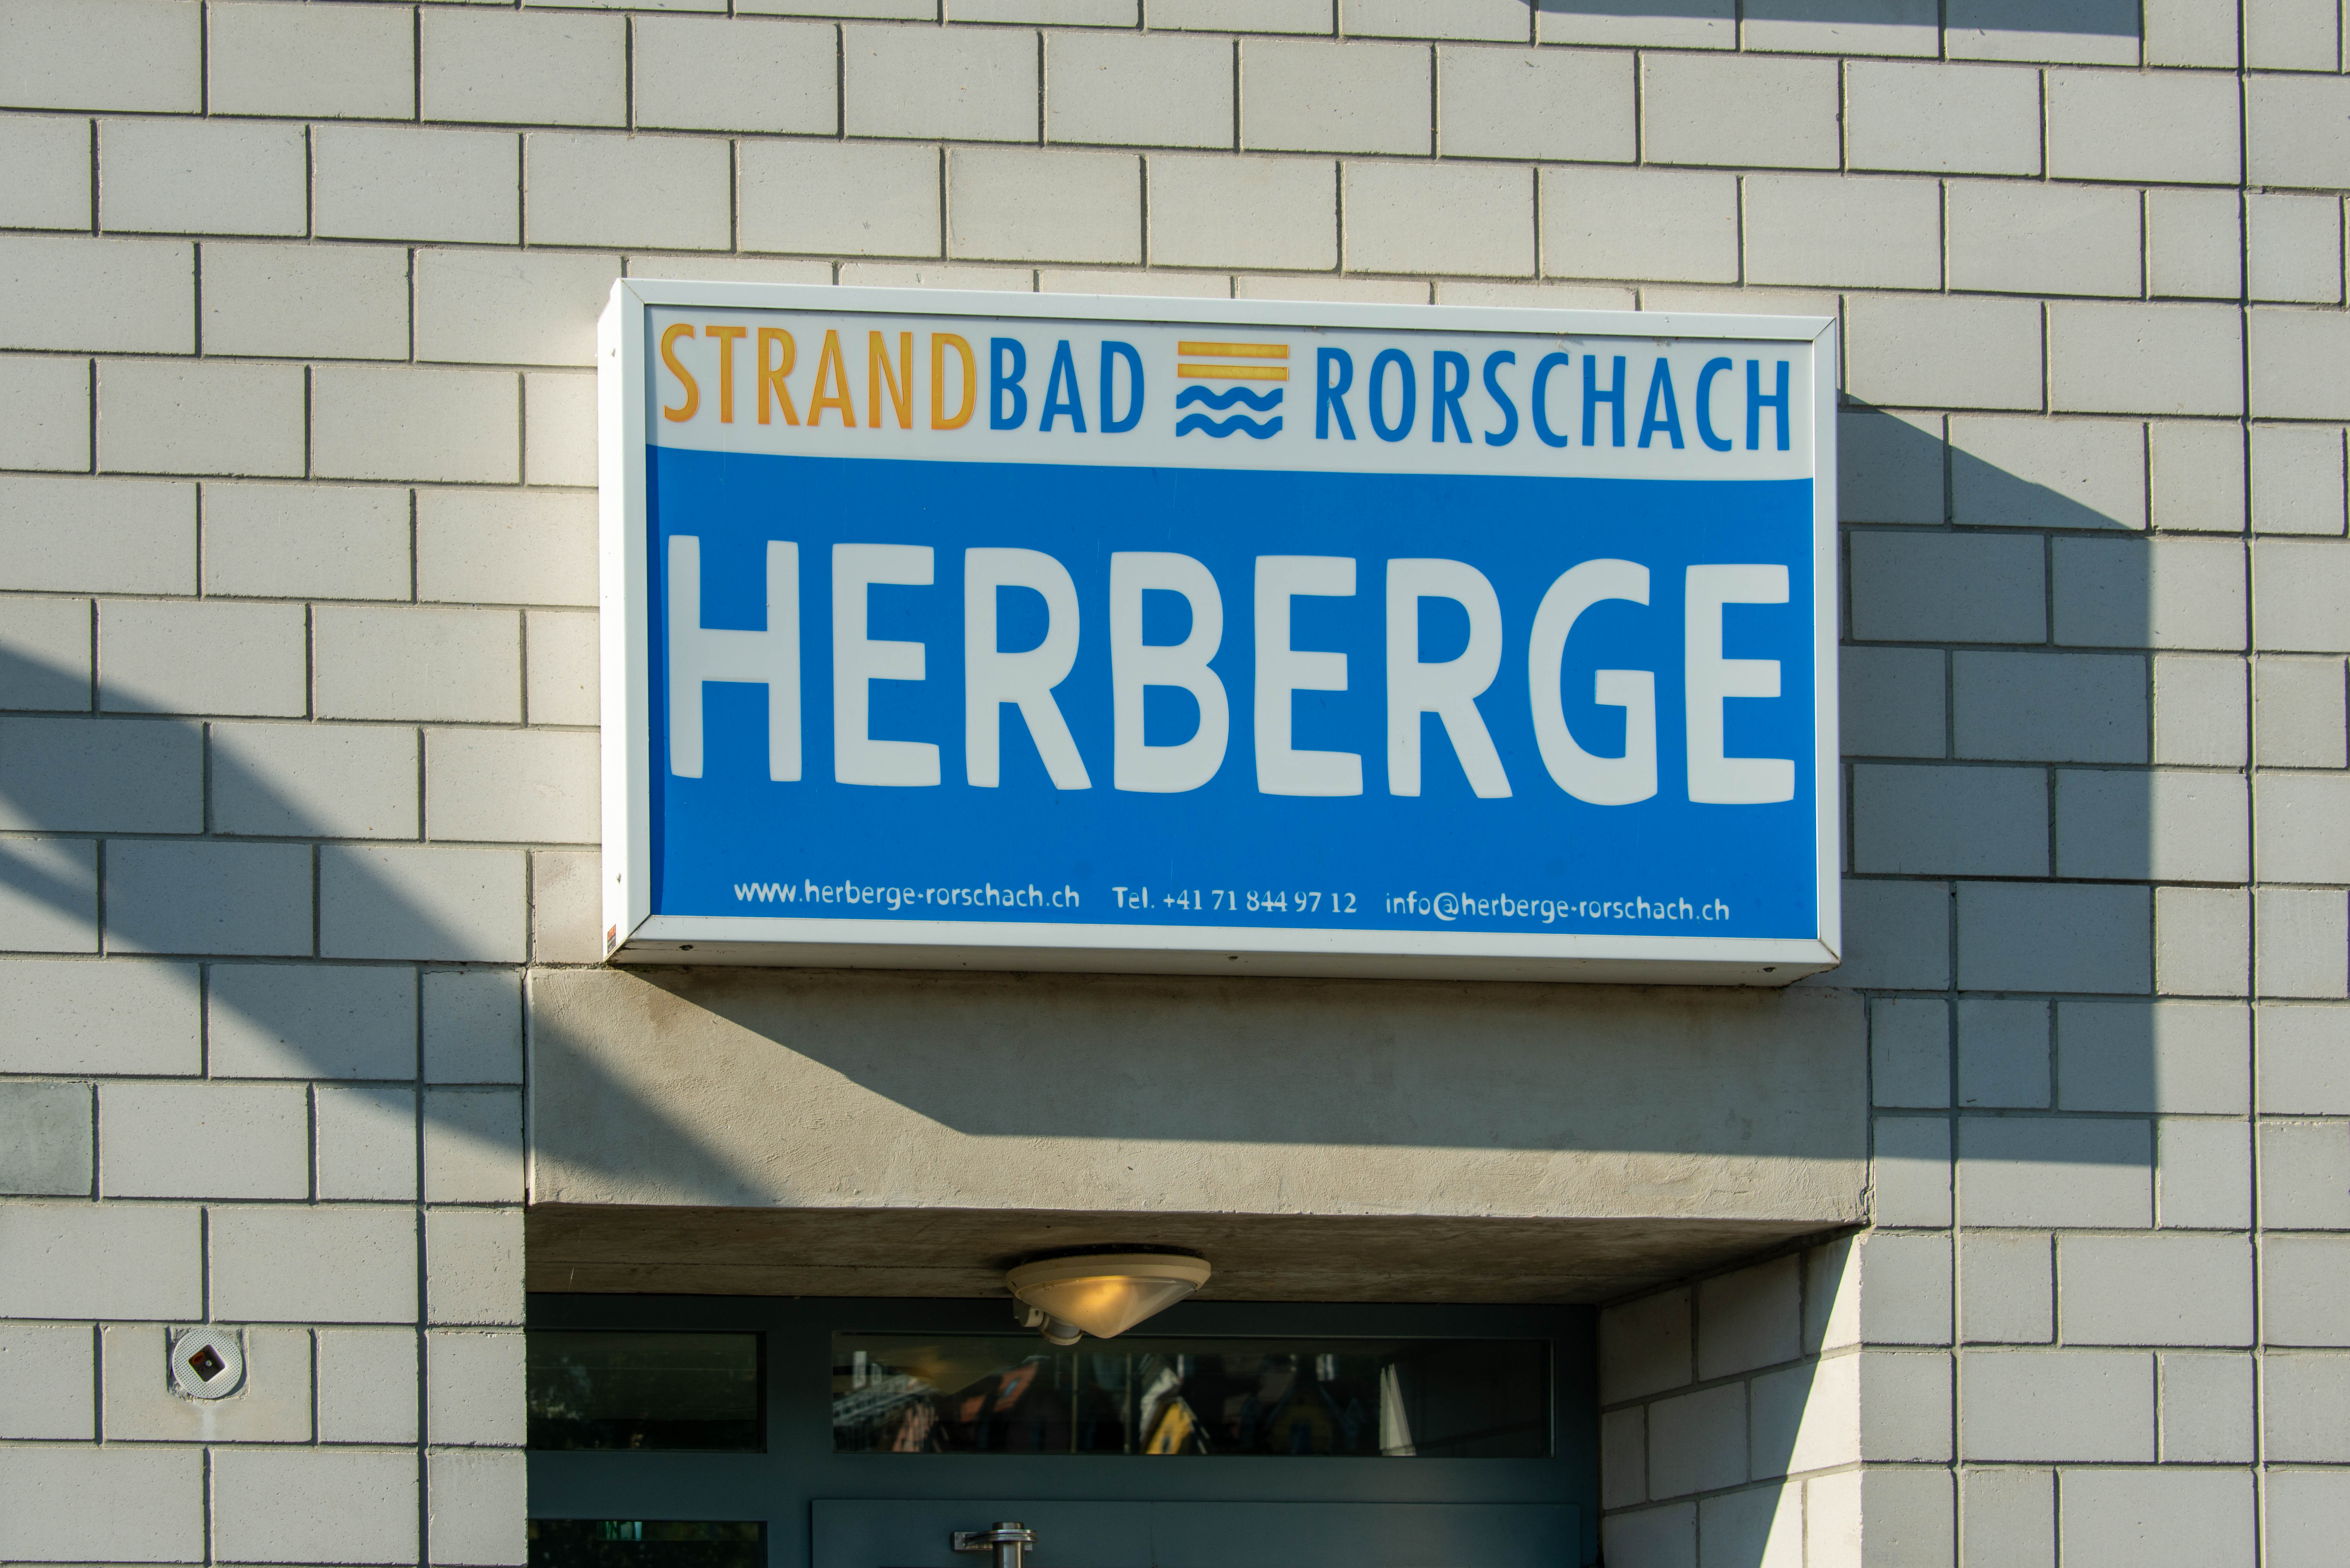 STRANDBAD RORSCHACH
HERBERGE
www.herberge-rorschach.ch Tel. +41 71 844 97 12 info@herberge-rorschach.ch